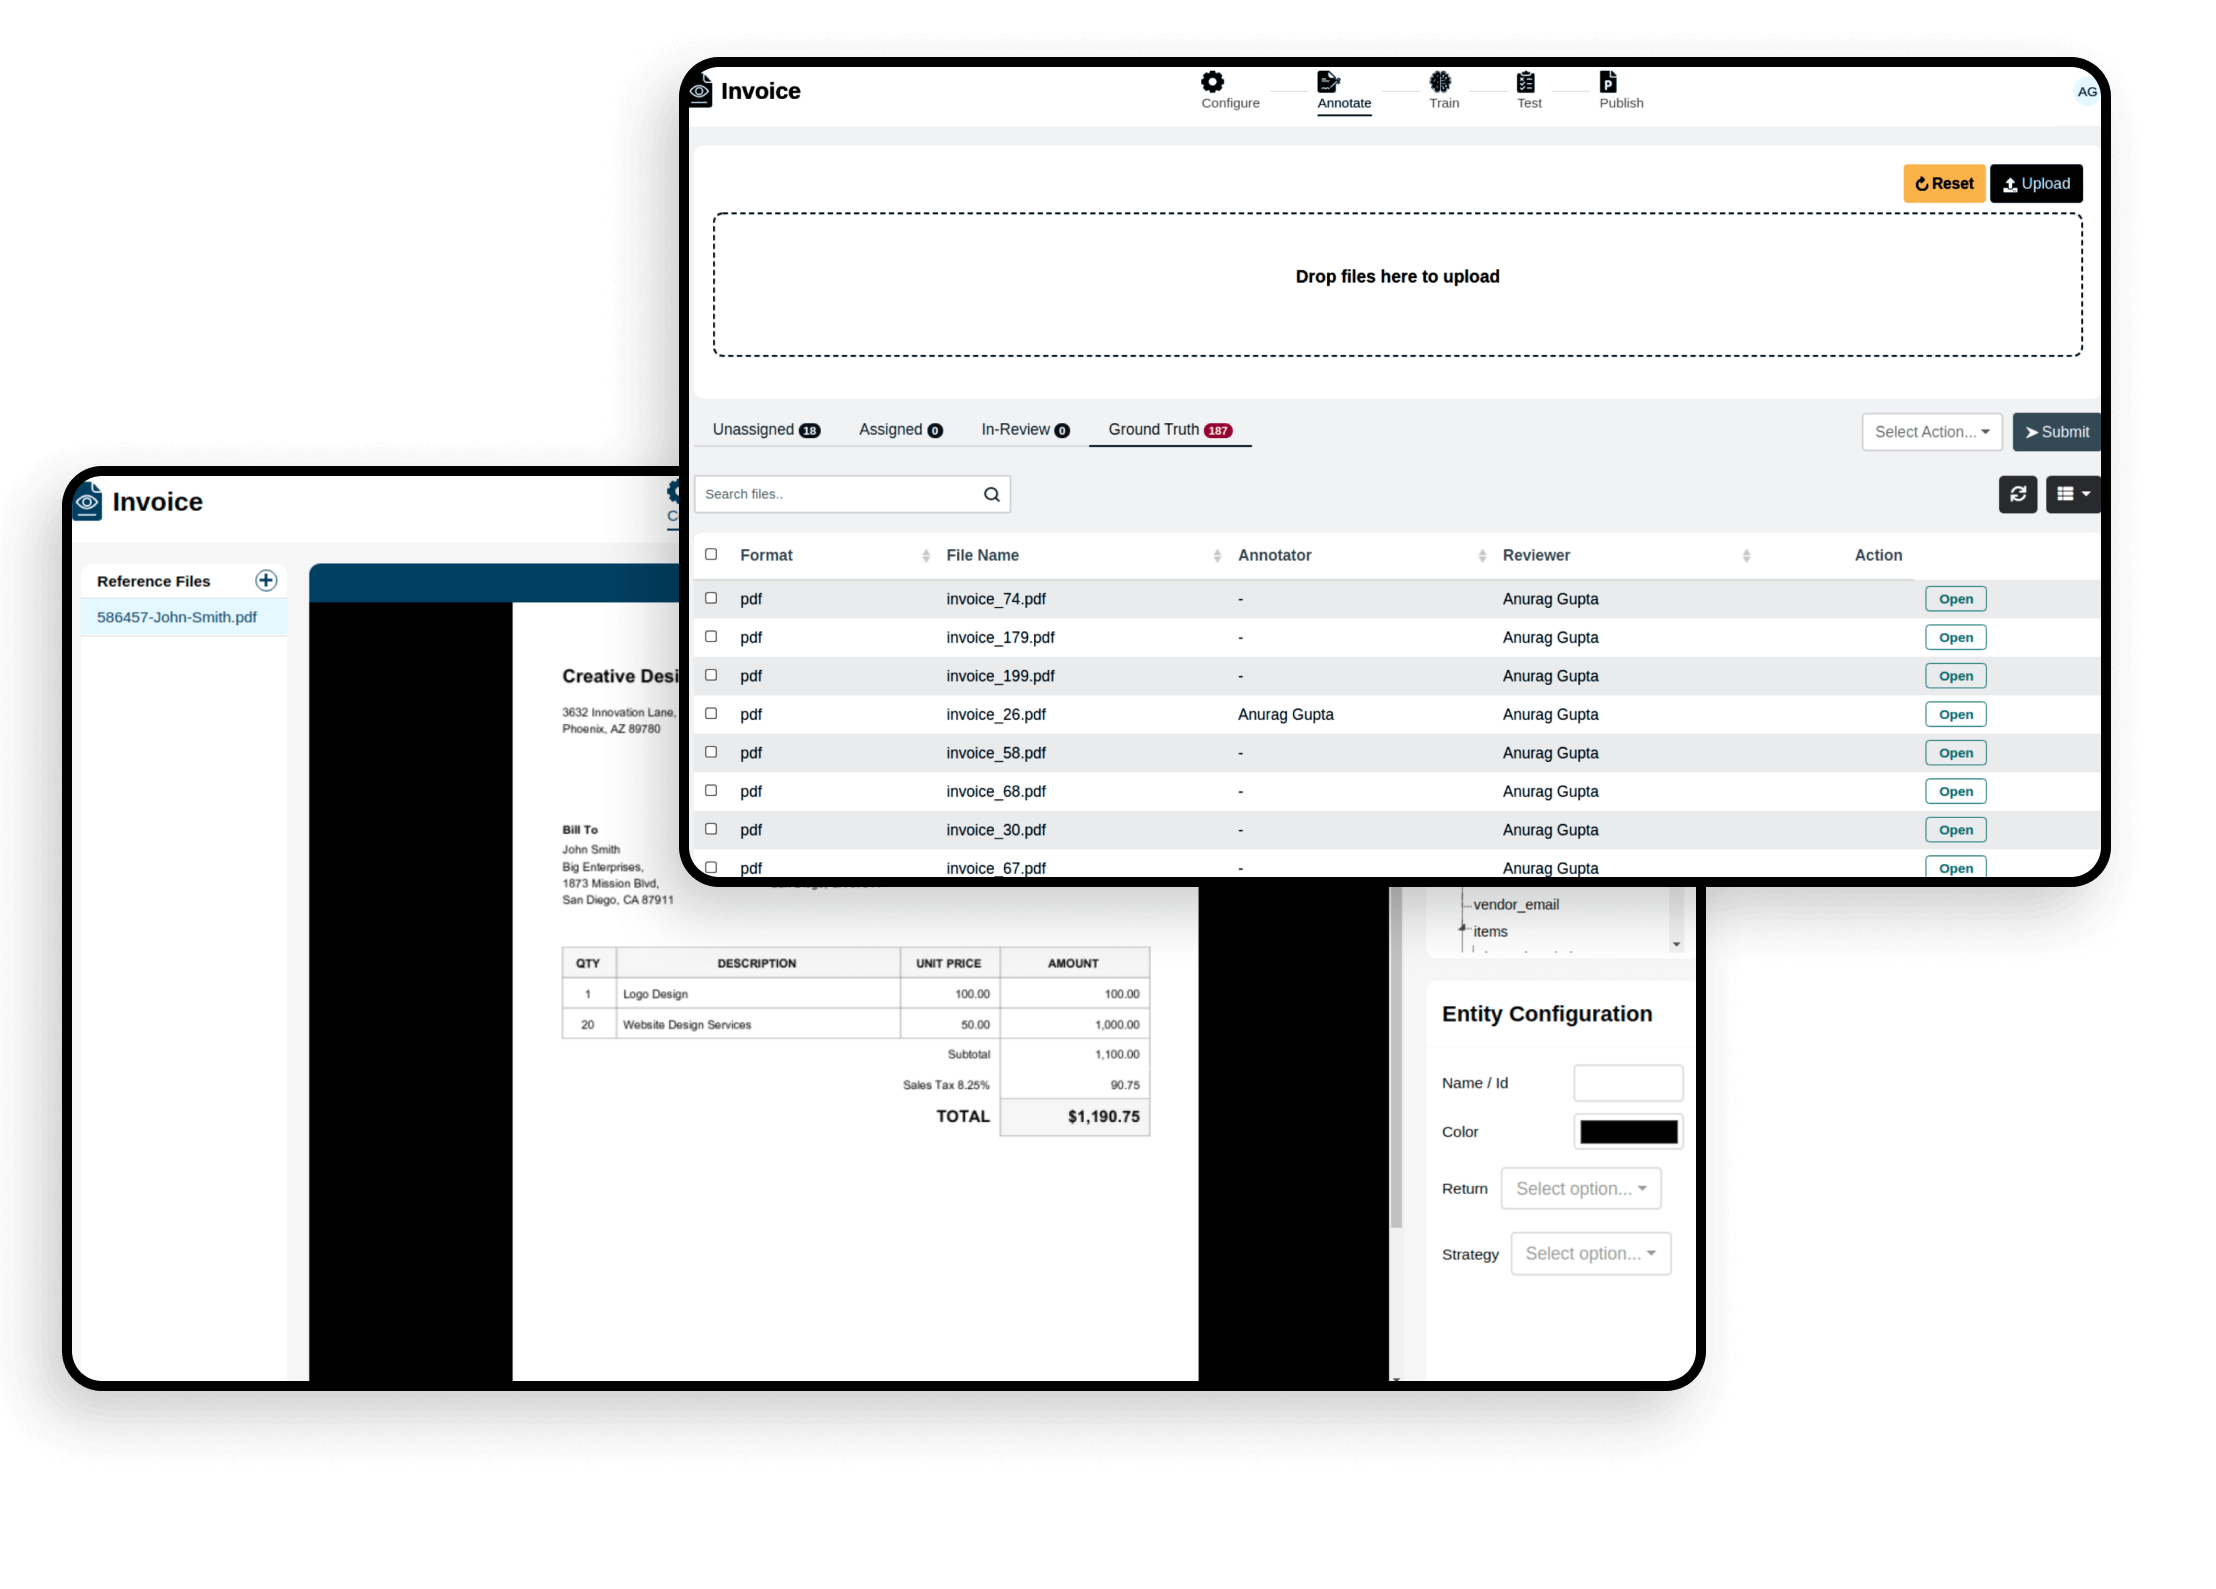 Invoice
Configure
Annotate
Train
Test
Publish
AG
Reset
Upload
Drop files here to upload
Unassigned 18
Assigned 0
In-Review 0
Ground Truth 187
Select Action...
Submit
Search files..
Format File Name Annotator Reviewer Action
pdf invoice_74.pdf - Anurag Gupta Open
pdf invoice_179.pdf - Anurag Gupta Open
pdf invoice_199.pdf - Anurag Gupta Open
pdf invoice_26.pdf Anurag Gupta Anurag Gupta Open
pdf invoice_58.pdf - Anurag Gupta Open
pdf invoice_68.pdf - Anurag Gupta Open
pdf invoice_30.pdf - Anurag Gupta Open
pdf invoice_67.pdf - Anurag Gupta Open
Invoice
C
Reference Files
586457-John-Smith.pdf
Creative Desi
3632 Innovation Lane,
Phoenix, AZ 89780
Bill To
John Smith
Big Enterprises,
1873 Mission Blvd,
San Diego, CA 87911
QTY DESCRIPTION UNIT PRICE AMOUNT
1 Logo Design 100.00 100.00
20 Website Design Services 50.00 1,000.00
Subtotal 1,100.00
Sales Tax 8.25% 90.75
TOTAL $1,190.75
vendor_email
items
Entity Configuration
Name / Id
Color
Return Select option...
Strategy Select option...